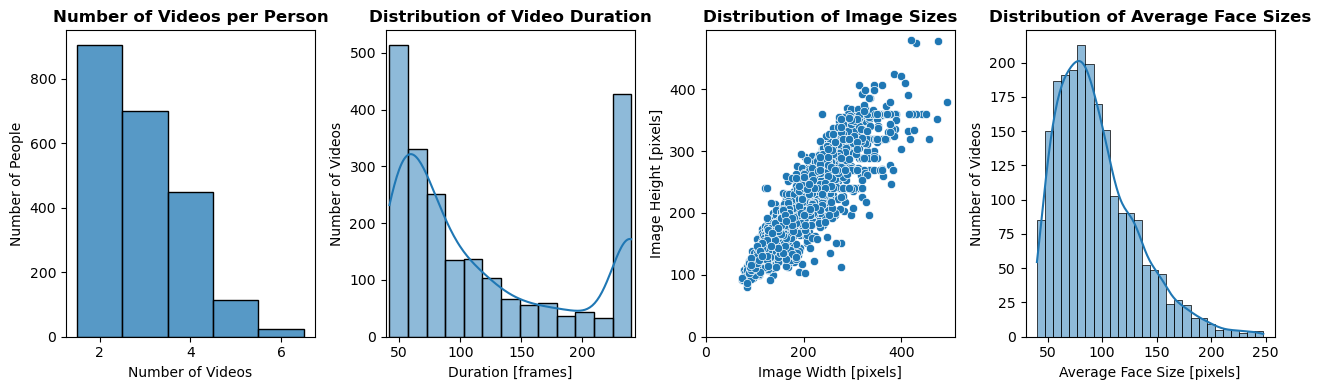 Number of Videos per Person
Number of People
800
600
400
200
0
2 4 6
Number of Videos
Distribution of Video Duration
Number of Videos
500
400
300
200
100
0
50 100 150 200
Duration [frames]
Distribution of Image Sizes
Image Height [pixels]
400
300
200
100
0
0 200 400
Image Width [pixels]
Distribution of Average Face Sizes
Number of Videos
200
175
150
125
100
75
50
25
0
50 100 150 200 250
Average Face Size [pixels]